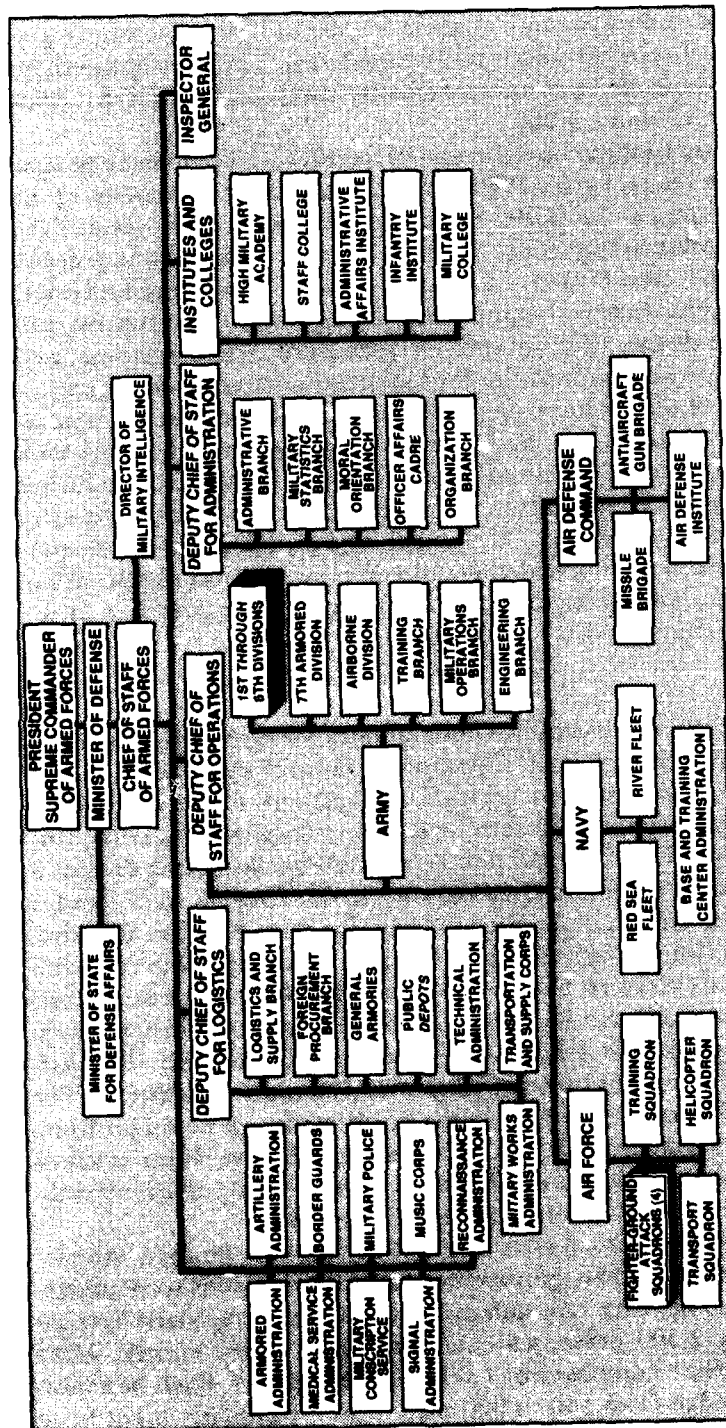 PRESIDENT
SUPREME COMMANDER
OF ARMED FORCES
MINISTER OF STATE
FOR DEFENSE AFFAIRS
MINISTER OF DEFENSE
CHIEF OF STAFF
OF ARMED FORCES
DIRECTOR OF
MILITARY INTELLIGENCE
ARMORED
ADMINISTRATION
MEDICAL SERVICE
ADMINISTRATION
MILITARY
CONSCRIPTION
SERVICE
SIGNAL
ADMINISTRATION
ARTILLERY
ADMINISTRATION
BORDER GUARDS
MILITARY POLICE
MUSIC CORPS
RECONNAISSANCE
ADMINISTRATION
DEPUTY CHIEF OF STAFF
FOR LOGISTICS
LOGISTICS AND
SUPPLY BRANCH
FOREIGN
PROCUREMENT
BRANCH
GENERAL
ARMORIES
PUBLIC
DEPOTS
TECHNICAL
ADMINISTRATION
TRANSPORTATION
AND SUPPLY CORPS
MIITARY WORKS
ADMINISTRATION
DEPUTY CHIEF OF
STAFF FOR OPERATIONS
ARMY
1ST THROUGH
5TH DIVISIONS
7TH ARMORED
DIVISION
AIRBORNE
DIVISION
TRAINING
BRANCH
MILITARY
OPERATIONS
BRANCH
ENGINEERING
BRANCH
DEPUTY CHIEF OF STAFF
FOR ADMINISTRATION
ADMINISTRATIVE
BRANCH
MILITARY
STATISTICS
BRANCH
MORAL
ORIENTATION
BRANCH
OFFICER AFFAIRS
CADRE
ORGANIZATION
BRANCH
INSTITUTES AND
COLLEGES
HIGH MILITARY
ACADEMY
STAFF COLLEGE
ADMINISTRATIVE
AFFAIRS INSTITUTE
INFANTRY
INSTITUTE
MILITARY
COLLEGE
INSPECTOR
GENERAL
AIR FORCE
FIGHTER-GROUND
ATTACK
SQUADRONS (4)
TRAINING
SQUADRON
TRANSPORT
SQUADRON
HELICOPTER
SQUADRON
NAVY
RED SEA
FLEET
RIVER FLEET
BASE AND TRAINING
CENTER ADMINISTRATION
AIR DEFENSE
COMMAND
MISSILE
BRIGADE
ANTIAIRCRAFT
GUN BRIGADE
AIR DEFENSE
INSTITUTE